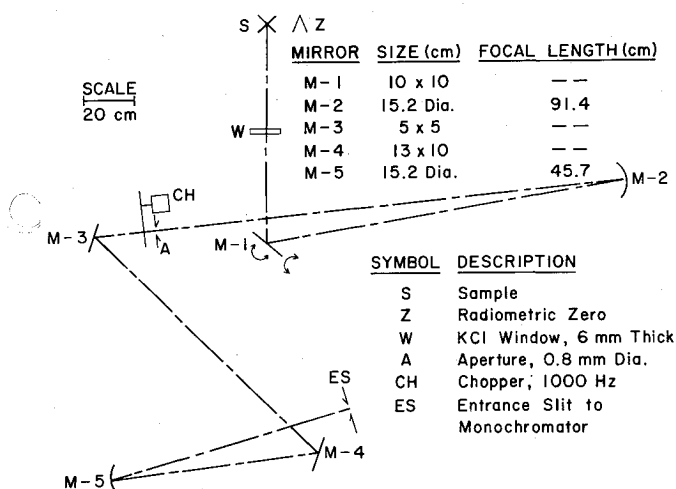 S Z
MIRROR SIZE (cm) FOCAL LENGTH (cm)
M-1 10 x 10 — —
M-2 15.2 Dia. 91.4
M-3 5 x 5 — —
M-4 13 x 10 — —
M-5 15.2 Dia. 45.7
SCALE
20 cm
W
CH
M-2
M-3
A
M-1
SYMBOL DESCRIPTION
S Sample
Z Radiometric Zero
W KCl Window, 6 mm Thick
A Aperture, 0.8 mm Dia.
CH Chopper, 1000 Hz
ES Entrance Slit to
Monochromator
ES
M-4
M-5